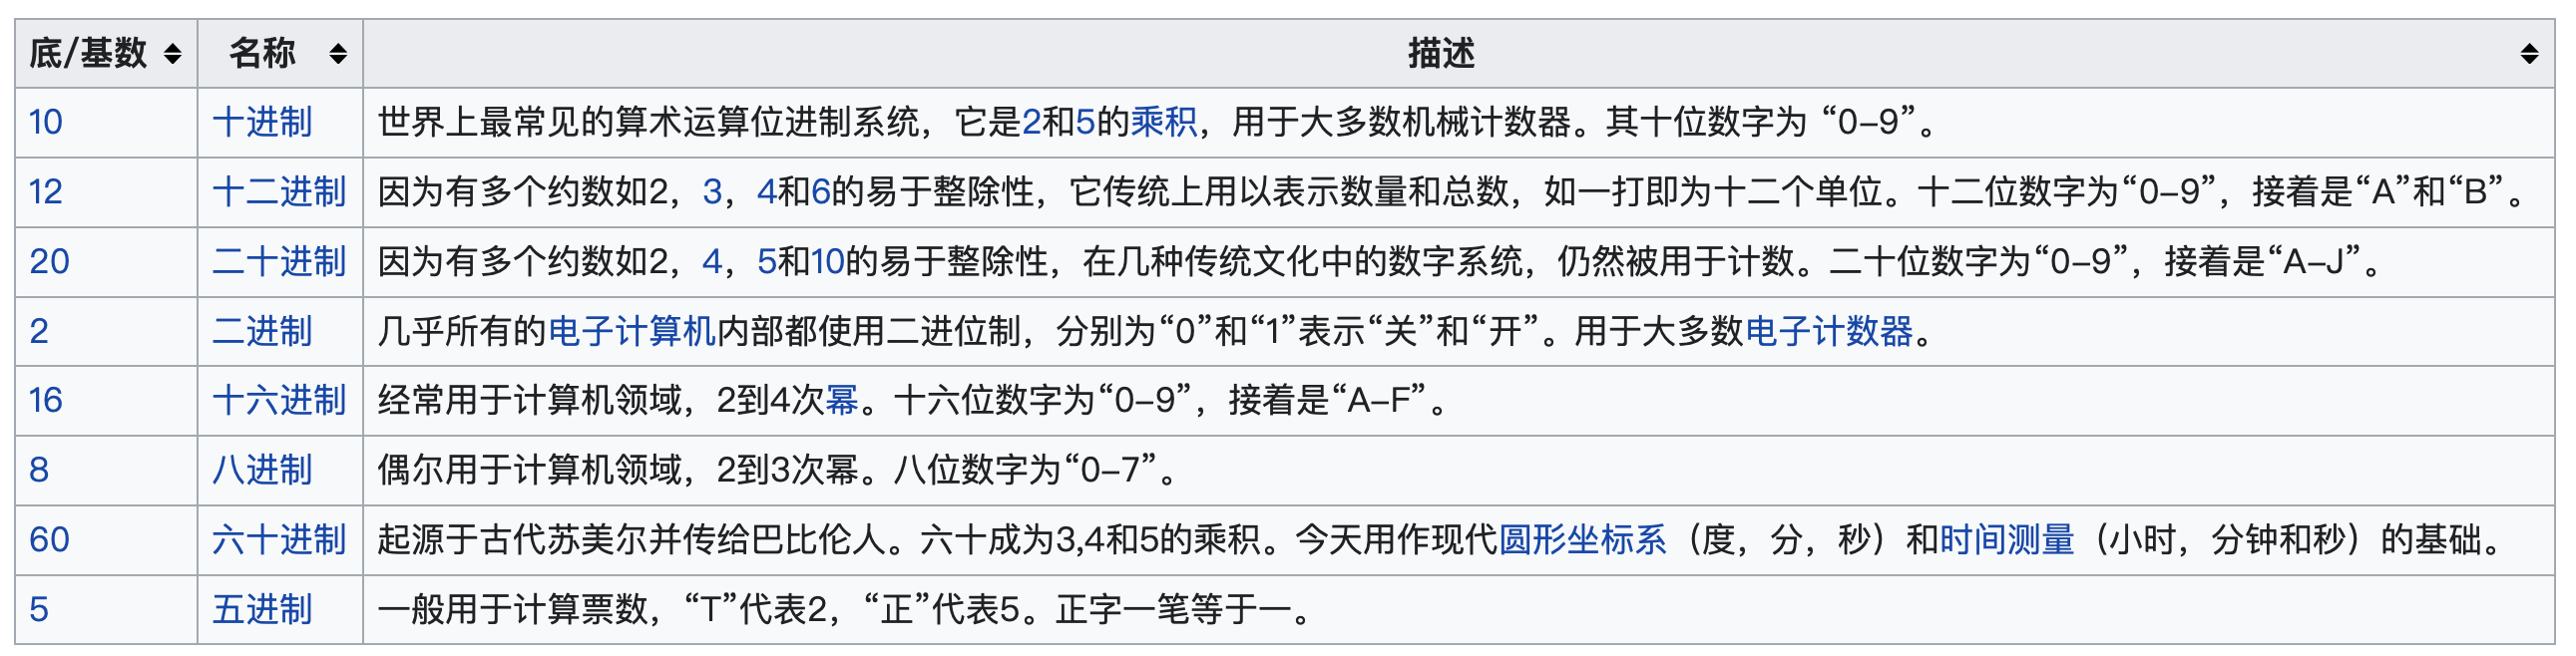 底/基数 名称 描述
10 十进制 世界上最常见的算术运算位进制系统，它是2和5的乘积，用于大多数机械计数器。其十位数字为 “0–9”。
12 十二进制 因为有多个约数如2，3，4和6的易于整除性，它传统上用以表示数量和总数，如一打即为十二个单位。十二位数字为“0–9”，接着是“A”和“B”。
20 二十进制 因为有多个约数如2，4，5和10的易于整除性，在几种传统文化中的数字系统，仍然被用于计数。二十位数字为“0–9”，接着是“A–J”。
2 二进制 几乎所有的电子计算机内部都使用二进位制，分别为“0”和“1”表示“关”和“开”。用于大多数电子计数器。
16 十六进制 经常用于计算机领域，2到4次幂。十六位数字为“0–9”，接着是“A–F”。
8 八进制 偶尔用于计算机领域，2到3次幂。八位数字为“0–7”。
60 六十进制 起源于古代苏美尔并传给巴比伦人。六十成为3,4和5的乘积。今天用作现代圆形坐标系（度，分，秒）和时间测量（小时，分钟和秒）的基础。
5 五进制 一般用于计算票数，“T”代表2，“正”代表5。正字一笔等于一。